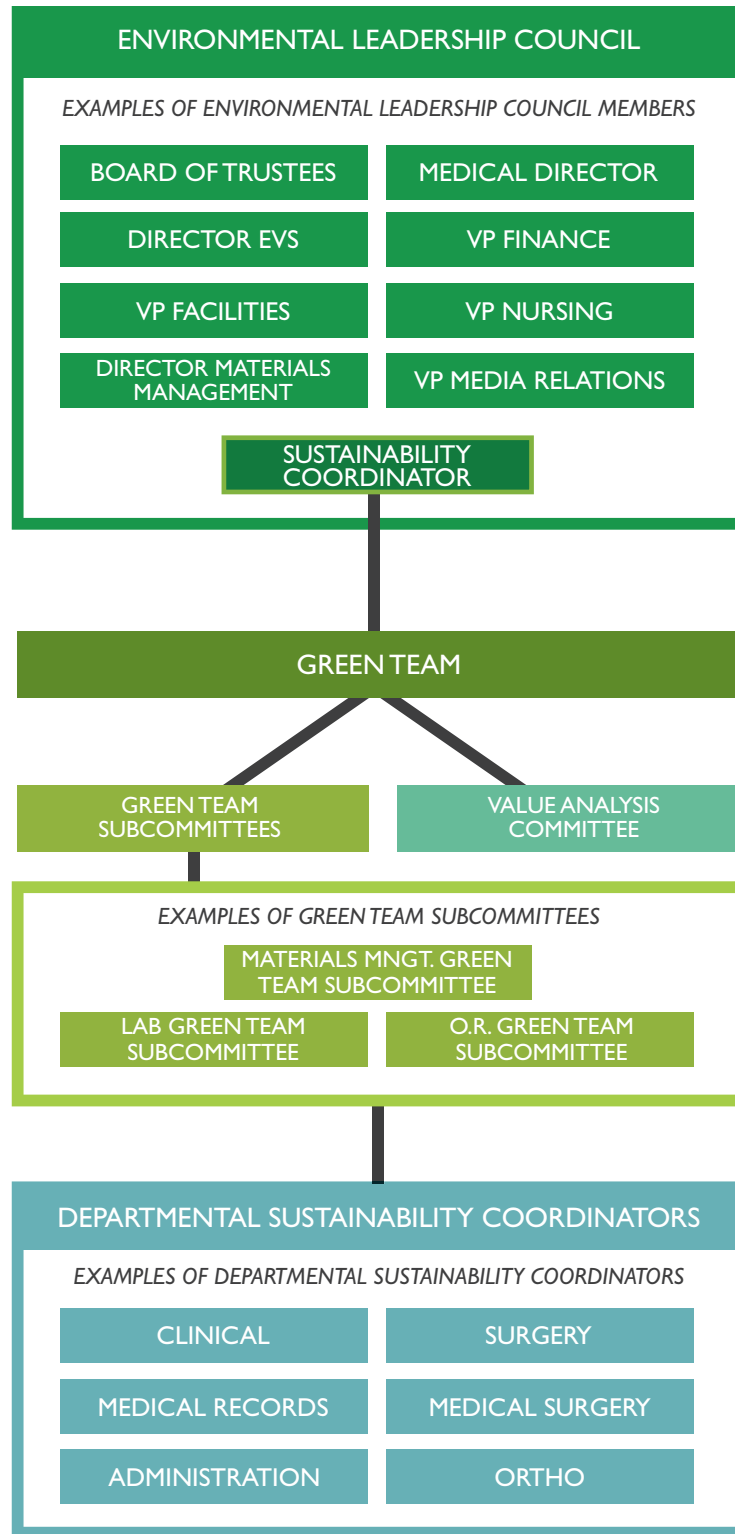 ENVIRONMENTAL LEADERSHIP COUNCIL
EXAMPLES OF ENVIRONMENTAL LEADERSHIP COUNCIL MEMBERS
BOARD OF TRUSTEES
MEDICAL DIRECTOR
DIRECTOR EVS
VP FINANCE
VP FACILITIES
VP NURSING
DIRECTOR MATERIALS
MANAGEMENT
VP MEDIA RELATIONS
SUSTAINABILITY
COORDINATOR
GREEN TEAM
GREEN TEAM
SUBCOMMITTEES
VALUE ANALYSIS
COMMITTEE
EXAMPLES OF GREEN TEAM SUBCOMMITTEES
MATERIALS MNGT. GREEN
TEAM SUBCOMMITTEE
LAB GREEN TEAM
SUBCOMMITTEE
O.R. GREEN TEAM
SUBCOMMITTEE
DEPARTMENTAL SUSTAINABILITY COORDINATORS
EXAMPLES OF DEPARTMENTAL SUSTAINABILITY COORDINATORS
CLINICAL
SURGERY
MEDICAL RECORDS
MEDICAL SURGERY
ADMINISTRATION
ORTHO